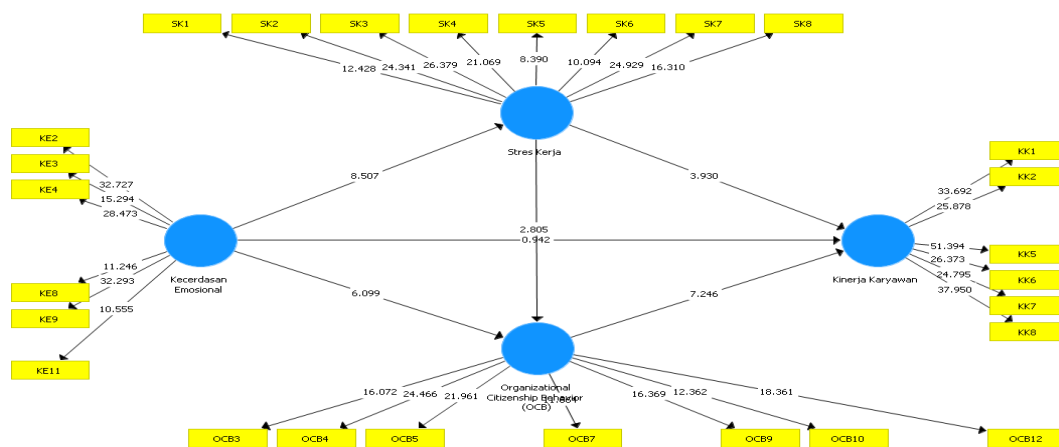 SK1 SK2 SK3 SK4 SK5 SK6 SK7 SK8
12.428 24.341 26.379 21.069 8.390 10.094 24.929 16.310
Stres Kerja
KE2
KE3
KE4
32.727
15.294
28.473
KK1
KK2
33.692
25.878
8.507
3.930
2.805
0.942
Kecerdasan
Emosional
Kinerja Karyawan
51.394
26.373
24.795
37.950
KK5
KK6
KK7
KK8
11.246
32.293
10.555
KE8
KE9
KE11
6.099
7.246
Organizational
Citizenship Behavior
(OCB)
16.072 24.466 21.961 16.369 12.362 18.361
OCB3 OCB4 OCB5 OCB7 OCB9 OCB10 OCB12